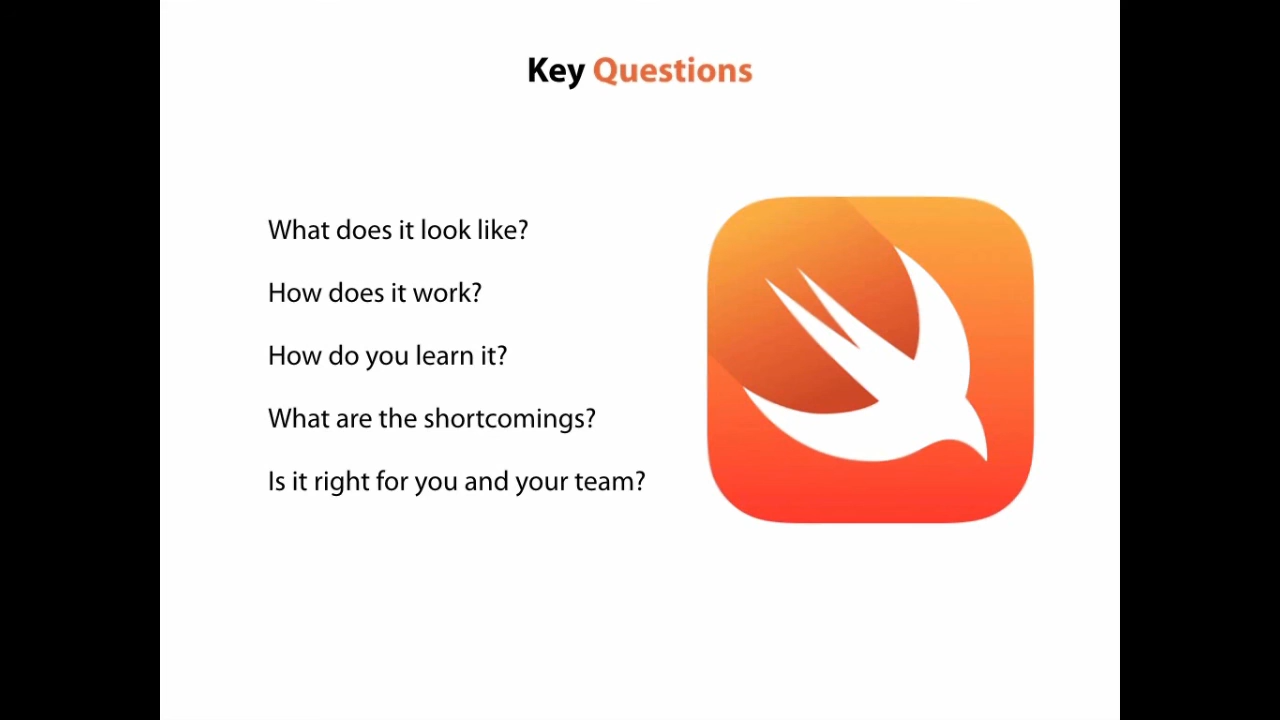 Key Questions
What does it look like?
How does it work?
How do you learn it?
What are the shortcomings?
Is it right for you and your team?